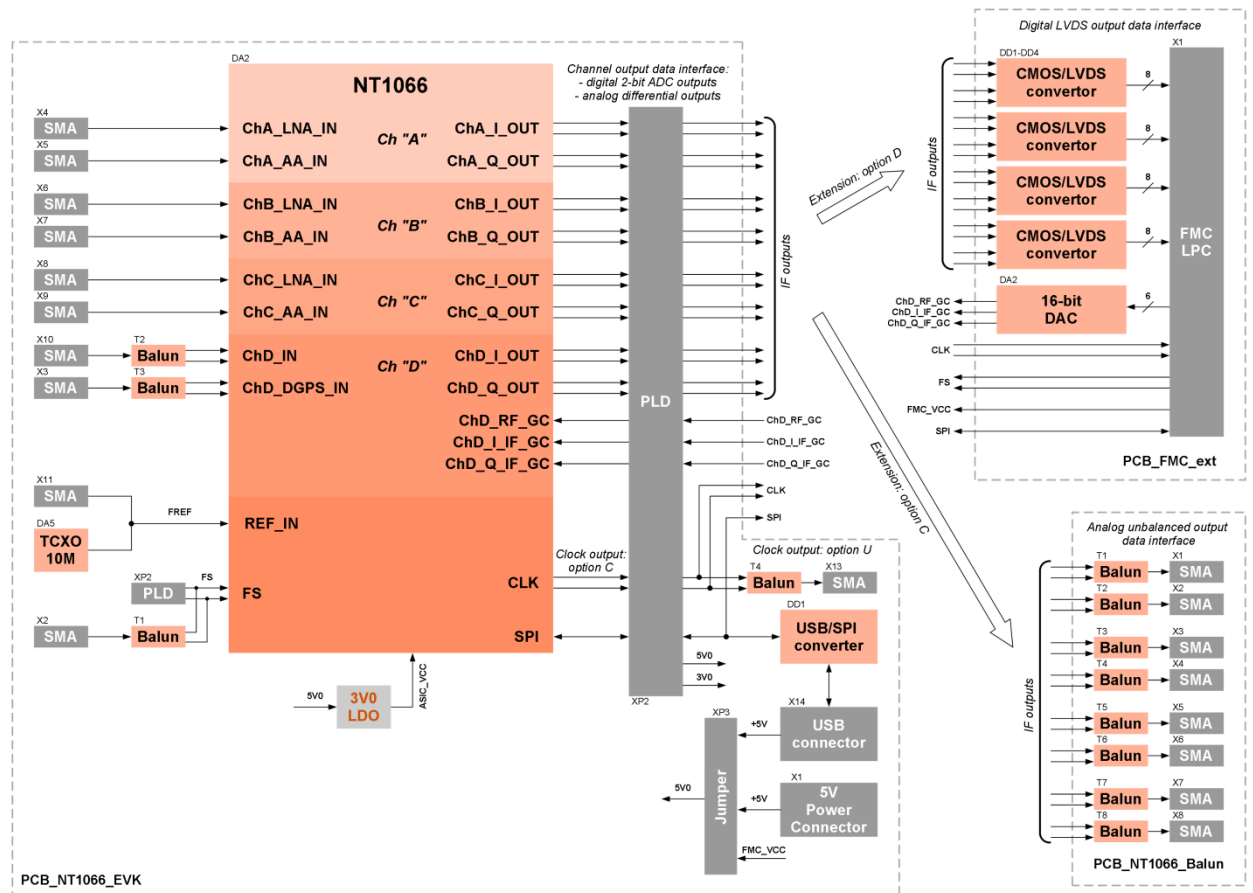 DA2
NT1066
Channel output data interface:
- digital 2-bit ADC outputs
- analog differential outputs
X4
SMA
ChA_LNA_IN
Ch "A"
ChA_I_OUT
X5
SMA
ChA_AA_IN
ChA_Q_OUT
X6
SMA
ChB_LNA_IN
Ch "B"
ChB_I_OUT
X7
SMA
ChB_AA_IN
ChB_Q_OUT
X8
SMA
ChC_LNA_IN
Ch "C"
ChC_I_OUT
X9
SMA
ChC_AA_IN
ChC_Q_OUT
X10
SMA
T2
Balun
ChD_IN
Ch "D"
ChD_I_OUT
X3
SMA
T3
Balun
ChD_DGPS_IN
ChD_Q_OUT
IF outputs
PLD
XP2
ChD_RF_GC
ChD_RF_GC
ChD_I_IF_GC
ChD_I_IF_GC
ChD_Q_IF_GC
ChD_Q_IF_GC
CLK
SPI
X11
SMA
FREF
REF_IN
DA5
TCXO
10M
XP2
PLD
FS
FS
X2
SMA
T1
Balun
Clock output:
option C
CLK
SPI
Clock output: option U
T4
Balun
X13
SMA
DD1
USB/SPI
converter
5V0
3V0
5V0
3V0
LDO
ASIC_VCC
X14
USB
connector
+5V
XP3
Jumper
X1
5V
Power
Connector
+5V
5V0
FMC_VCC
PCB_NT1066_EVK
Extension: option D
Extension: option C
Digital LVDS output data interface
DD1-DD4
X1
CMOS/LVDS
convertor
8
CMOS/LVDS
convertor
8
CMOS/LVDS
convertor
8
CMOS/LVDS
convertor
8
IF outputs
FMC
LPC
DA2
16-bit
DAC
6
ChD_RF_GC
ChD_I_IF_GC
ChD_Q_IF_GC
CLK
FS
FMC_VCC
SPI
PCB_FMC_ext
Analog unbalanced output
data interface
T1
Balun
X1
SMA
T2
Balun
X2
SMA
T3
Balun
X3
SMA
T4
Balun
X4
SMA
T5
Balun
X5
SMA
T6
Balun
X6
SMA
T7
Balun
X7
SMA
T8
Balun
X8
SMA
IF outputs
PCB_NT1066_Balun